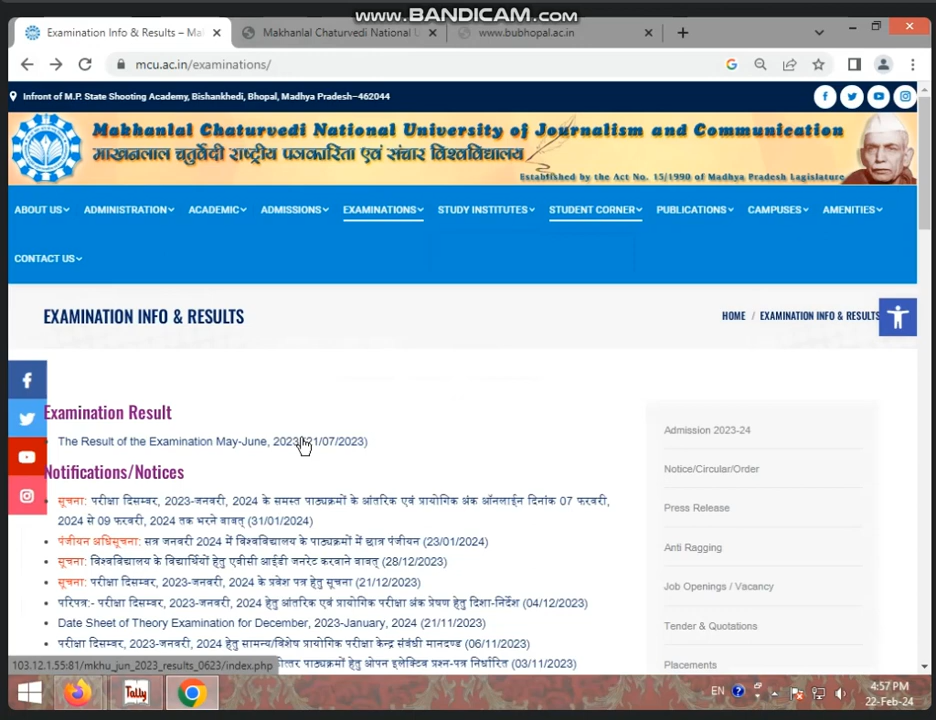 www.BANDICAM.com
Examination Info & Results – Ma
Makhanlal Chaturvedi National U
www.bubhopal.ac.in
mcu.ac.in/examinations/
Infront of M.P. State Shooting Academy, Bishankhedi, Bhopal, Madhya Pradesh–462044
Makhanlal Chaturvedi National University of Journalism and Communication
माखनलाल चतुर्वेदी राष्ट्रीय पत्रकारिता एवं संचार विश्वविद्यालय
Established by the Act No. 15/1990 of Madhya Pradesh Legislature
ABOUT US ADMINISTRATION ACADEMIC ADMISSIONS EXAMINATIONS STUDY INSTITUTES STUDENT CORNER PUBLICATIONS CAMPUSES AMENITIES
CONTACT US
EXAMINATION INFO & RESULTS
HOME / EXAMINATION INFO & RESULTS
Examination Result
The Result of the Examination May-June, 2023 (21/07/2023)
Notifications/Notices
सूचना: परीक्षा दिसम्बर, 2023-जनवरी, 2024 के समस्त पाठ्यक्रमों के आंतरिक एवं प्रायोगिक अंक ऑनलाईन दिनांक 07 फरवरी,
2024 से 09 फरवरी, 2024 तक भरने बावत् (31/01/2024)
पंजीयन अधिसूचना: सत्र जनवरी 2024 में विश्वविद्यालय के पाठ्यक्रमों में छात्र पंजीयन (23/01/2024)
सूचना: विश्वविद्यालय के विद्यार्थियों हेतु एबीसी आईडी जनरेट करवाने बावत् (28/12/2023)
सूचना: परीक्षा दिसम्बर, 2023-जनवरी, 2024 के प्रवेश पत्र हेतु सूचना (21/12/2023)
परिपत्र:- परीक्षा दिसम्बर, 2023-जनवरी, 2024 हेतु आंतरिक एवं प्रायोगिक परीक्षा अंक प्रेषण हेतु दिशा-निर्देश (04/12/2023)
Date Sheet of Theory Examination for December, 2023-January, 2024 (21/11/2023)
परीक्षा दिसम्बर, 2023-जनवरी, 2024 हेतु सामान्य/विशेष प्रायोगिक परीक्षा केन्द्र संबंधी मानदण्ड (06/11/2023)
पाठ्यक्रमों हेतु ओपन इलेक्टिव प्रश्न-पत्र निर्धारित (03/11/2023)
Admission 2023-24
Notice/Circular/Order
Press Release
Anti Ragging
Job Openings / Vacancy
Tender & Quotations
Placements
103.12.1.55:81/mkhu_jun_2023_results_0623/index.php
Tally
EN
4:57 PM
22-Feb-24